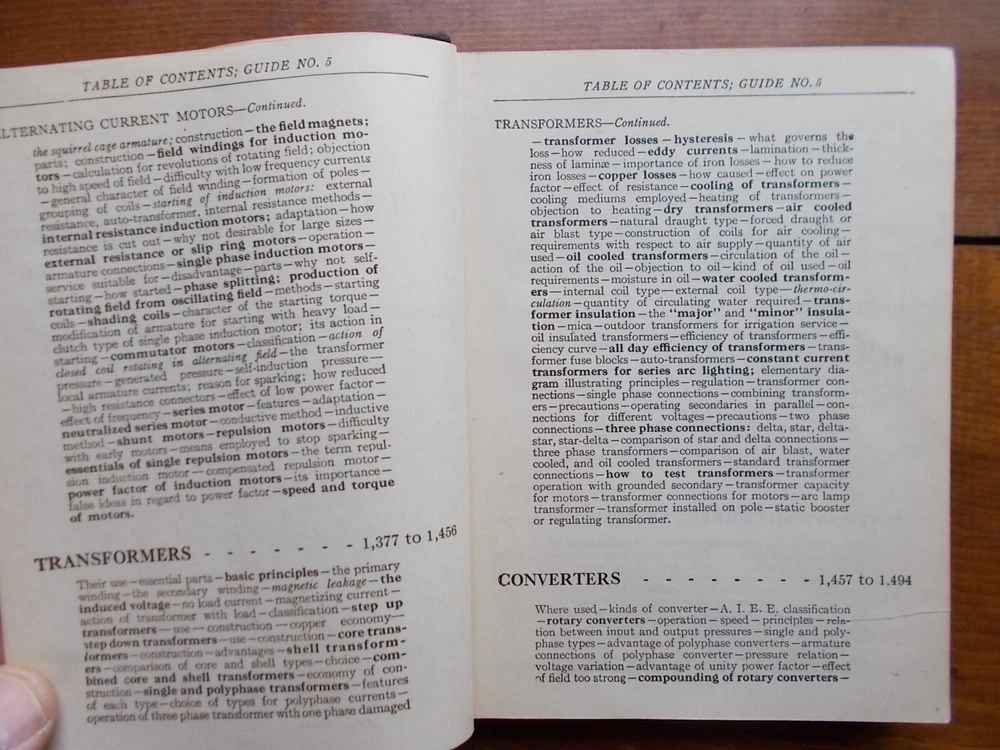 TABLE OF CONTENTS; GUIDE NO. 5
ALTERNATING CURRENT MOTORS—Continued.
the squirrel cage armature; construction—the field magnets;
parts; construction—field windings for induction mo-
tors—calculation for revolutions of rotating field; objection
to high speed of field—difficulty with low frequency currents
—general character of field winding—formation of poles—
grouping of coils—starting of induction motors: external
resistance, auto-transformer, internal resistance methods—
internal resistance induction motors; adaptation—how
resistance is cut out—why not desirable for large sizes—
external resistance or slip ring motors—operation—
armature connections—single phase induction motors—
service suitable for—disadvantage—parts—why not self-
starting—how started—phase splitting; production of
rotating field from oscillating field—methods—starting
coils—shading coils—character of the starting torque—
modification of armature for starting with heavy load—
clutch type of single phase induction motor; its action in
starting—commutator motors—classification—action of
closed coil rotating in alternating field—the transformer
pressure—generated pressure—self-induction pressure—
local armature currents; reason for sparking; how reduced
—high resistance connectors—effect of low power factor—
effect of frequency—series motor—features—adaptation—
neutralized series motor—conductive method—inductive
method—shunt motors—repulsion motors—difficulty
with early motors—means employed to stop sparking—
essentials of single repulsion motors—the term repul-
sion induction motor—compensated repulsion motor—
power factor of induction motors—its importance—
false ideas in regard to power factor—speed and torque
of motors.
TRANSFORMERS - - - - - - - 1,377 to 1,456
Their use—essential parts—basic principles—the primary
winding—the secondary winding—magnetic leakage—the
induced voltage—no load current—magnetizing current—
action of transformer with load—classification—step up
transformers—use—construction—copper economy—
step down transformers—use—construction—core trans-
formers—construction—advantages—shell transform-
ers—comparison of core and shell types—choice—com-
bined core and shell transformers—economy of con-
struction—single and polyphase transformers—features
of each type—choice of types for polyphase currents—
operation of three phase transformer with one phase damaged
TABLE OF CONTENTS; GUIDE NO. 5
TRANSFORMERS—Continued.
—transformer losses—hysteresis—what governs the
loss—how reduced—eddy currents—lamination—thick-
ness of laminæ—importance of iron losses—how to reduce
iron losses—copper losses—how caused—effect on power
factor—effect of resistance—cooling of transformers—
cooling mediums employed—heating of transformers—
objection to heating—dry transformers—air cooled
transformers—natural draught type—forced draught or
air blast type—construction of coils for air cooling—
requirements with respect to air supply—quantity of air
used—oil cooled transformers—circulation of the oil—
action of the oil—objection to oil—kind of oil used—oil
requirements—moisture in oil—water cooled transform-
ers—internal coil type—external coil type—thermo-cir-
culation—quantity of circulating water required—trans-
former insulation—the "major" and "minor" insula-
tion—mica—outdoor transformers for irrigation service—
oil insulated transformers—efficiency of transformers—effi-
ciency curve—all day efficiency of transformers—trans-
former fuse blocks—auto-transformers—constant current
transformers for series arc lighting; elementary dia-
gram illustrating principles—regulation—transformer con-
nections—single phase connections—combining transform-
ers—precautions—operating secondaries in parallel—con-
nections for different voltages—precautions—two phase
connections—three phase connections: delta, star, delta-
star, star-delta—comparison of star and delta connections—
three phase transformers—comparison of air blast, water
cooled, and oil cooled transformers—standard transformer
connections—how to test transformers—transformer
operation with grounded secondary—transformer capacity
for motors—transformer connections for motors—arc lamp
transformer—transformer installed on pole—static booster
or regulating transformer.
CONVERTERS - - - - - - - - 1,457 to 1,494
Where used—kinds of converter—A. I. E. E. classification
—rotary converters—operation—speed—principles—rela-
tion between input and output pressures—single and poly-
phase types—advantage of polyphase converters—armature
connections of polyphase converter—pressure relation—
voltage variation—advantage of unity power factor—effect
of field too strong—compounding of rotary converters—